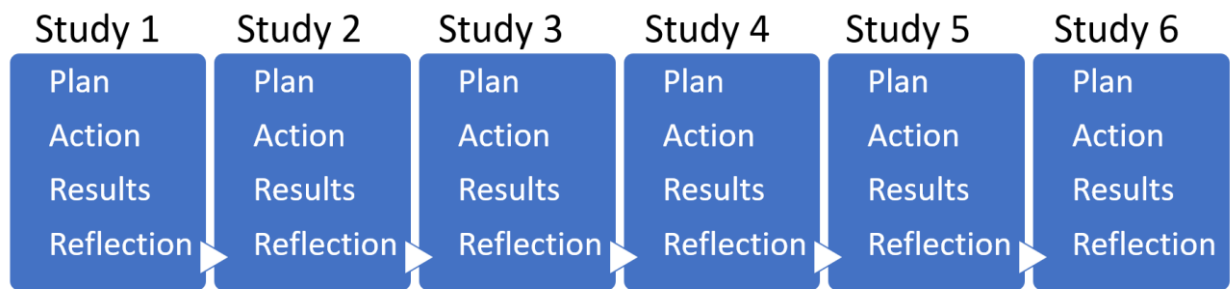 Study 1
Plan
Action
Results
Reflection
Study 2
Plan
Action
Results
Reflection
Study 3
Plan
Action
Results
Reflection
Study 4
Plan
Action
Results
Reflection
Study 5
Plan
Action
Results
Reflection
Study 6
Plan
Action
Results
Reflection